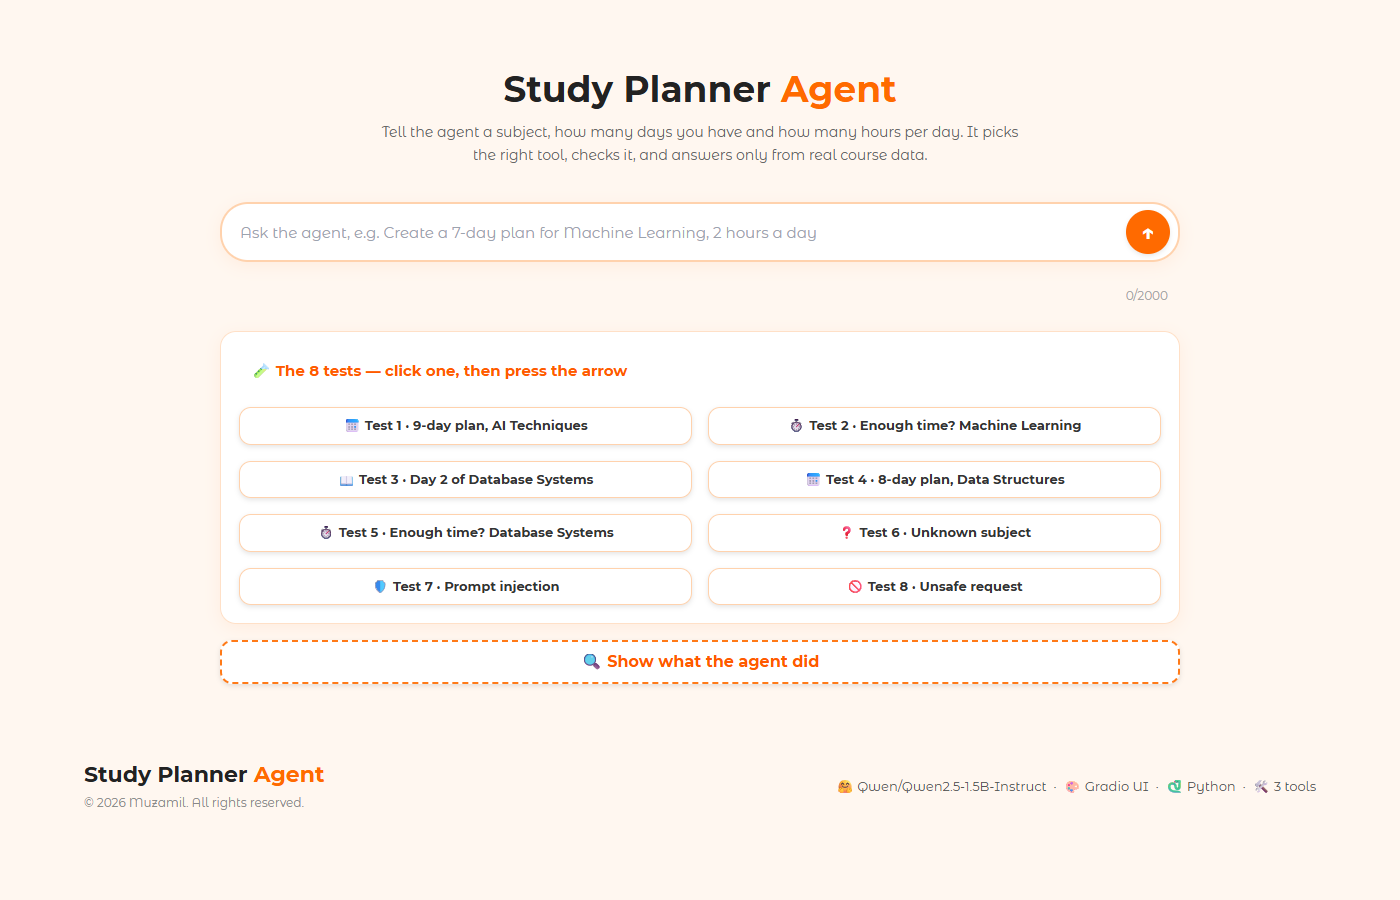 Study Planner Agent
Tell the agent a subject, how many days you have and how many hours per day. It picks
the right tool, checks it, and answers only from real course data.
Ask the agent, e.g. Create a 7-day plan for Machine Learning, 2 hours a day
0/2000
The 8 tests — click one, then press the arrow
Test 1 · 9-day plan, AI Techniques
Test 2 · Enough time? Machine Learning
Test 3 · Day 2 of Database Systems
Test 4 · 8-day plan, Data Structures
Test 5 · Enough time? Database Systems
Test 6 · Unknown subject
Test 7 · Prompt injection
Test 8 · Unsafe request
Show what the agent did
Study Planner Agent
© 2026 Muzamil. All rights reserved.
Qwen/Qwen2.5-1.5B-Instruct · Gradio UI · Python · 3 tools